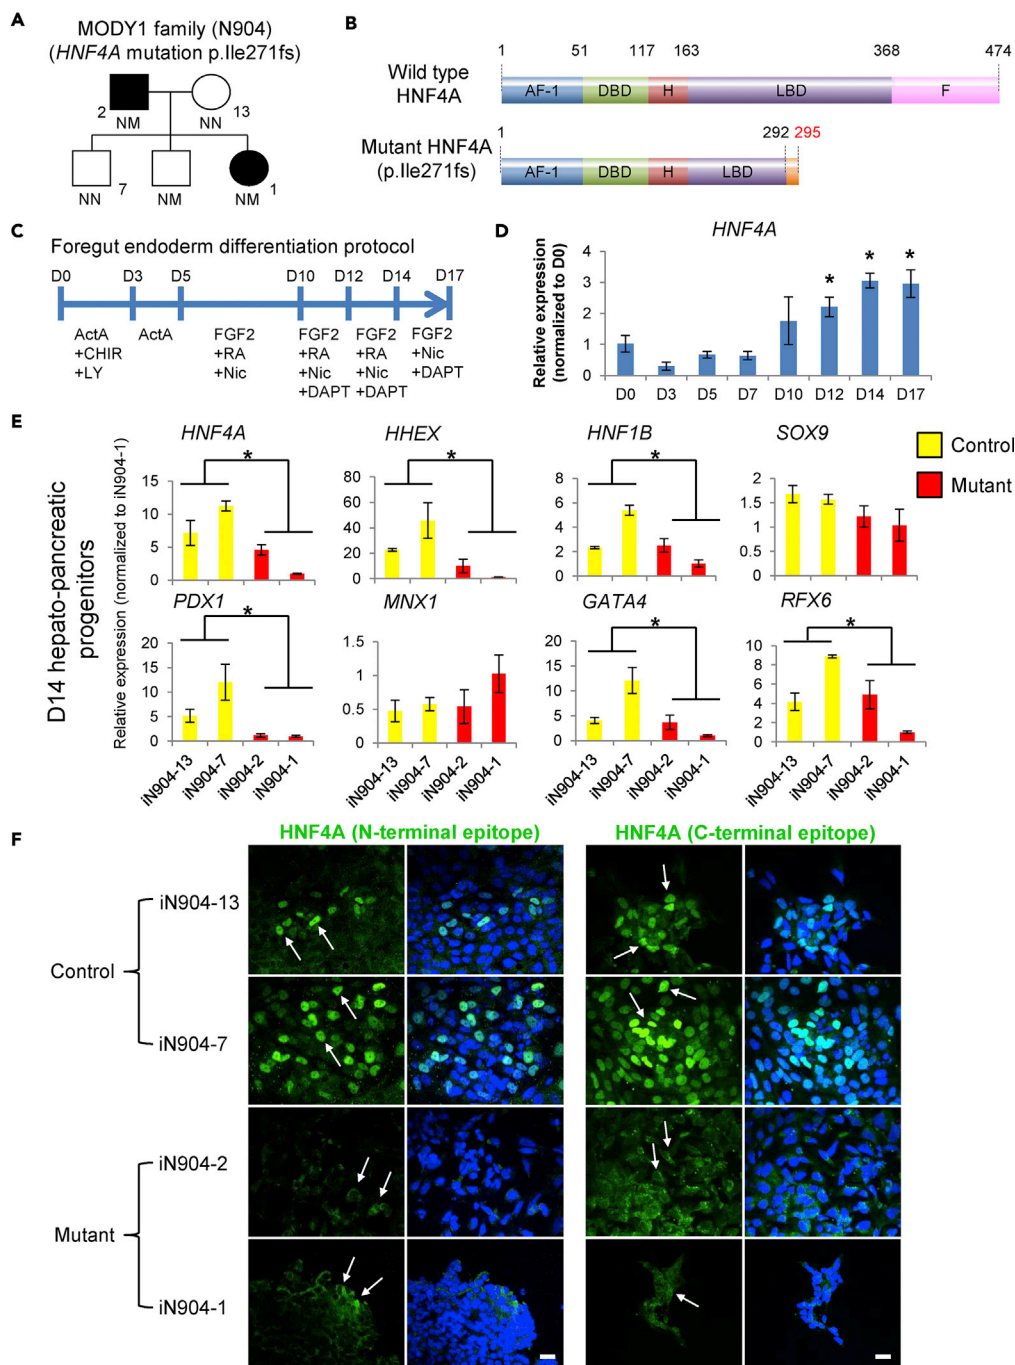 A
MODY1 family (N904)
(HNF4A mutation p.Ile271fs)
2
NM
NN
13
NN
7
NM
NM
1
B
1 51 117 163 368 474
Wild type
HNF4A
AF-1 DBD H LBD F
1 292 295
Mutant HNF4A
(p.Ile271fs)
AF-1 DBD H LBD
C
Foregut endoderm differentiation protocol
D0 D3 D5 D10 D12 D14 D17
ActA
+CHIR
+LY
ActA
FGF2
+RA
+Nic
FGF2
+RA
+Nic
+DAPT
FGF2
+RA
+Nic
+DAPT
FGF2
+Nic
+DAPT
D
HNF4A
Relative expression
(normalized to D0)
4
3
2
1
0
* * *
D0 D3 D5 D7 D10 D12 D14 D17
E
D14 hepato-pancreatic
progenitors
Relative expression (normalized to iN904-1)
HNF4A
15
10
5
0
*
HHEX
80
60
40
20
0
*
HNF1B
8
6
4
2
0
*
SOX9
2
1.5
1
0.5
0
Control
Mutant
PDX1
20
15
10
5
0
*
iN904-13 iN904-7 iN904-2 iN904-1
MNX1
1.5
1
0.5
0
iN904-13 iN904-7 iN904-2 iN904-1
GATA4
20
15
10
5
0
*
iN904-13 iN904-7 iN904-2 iN904-1
RFX6
10
8
6
4
2
0
*
iN904-13 iN904-7 iN904-2 iN904-1
F
HNF4A (N-terminal epitope) HNF4A (C-terminal epitope)
Control
iN904-13
iN904-7
Mutant
iN904-2
iN904-1